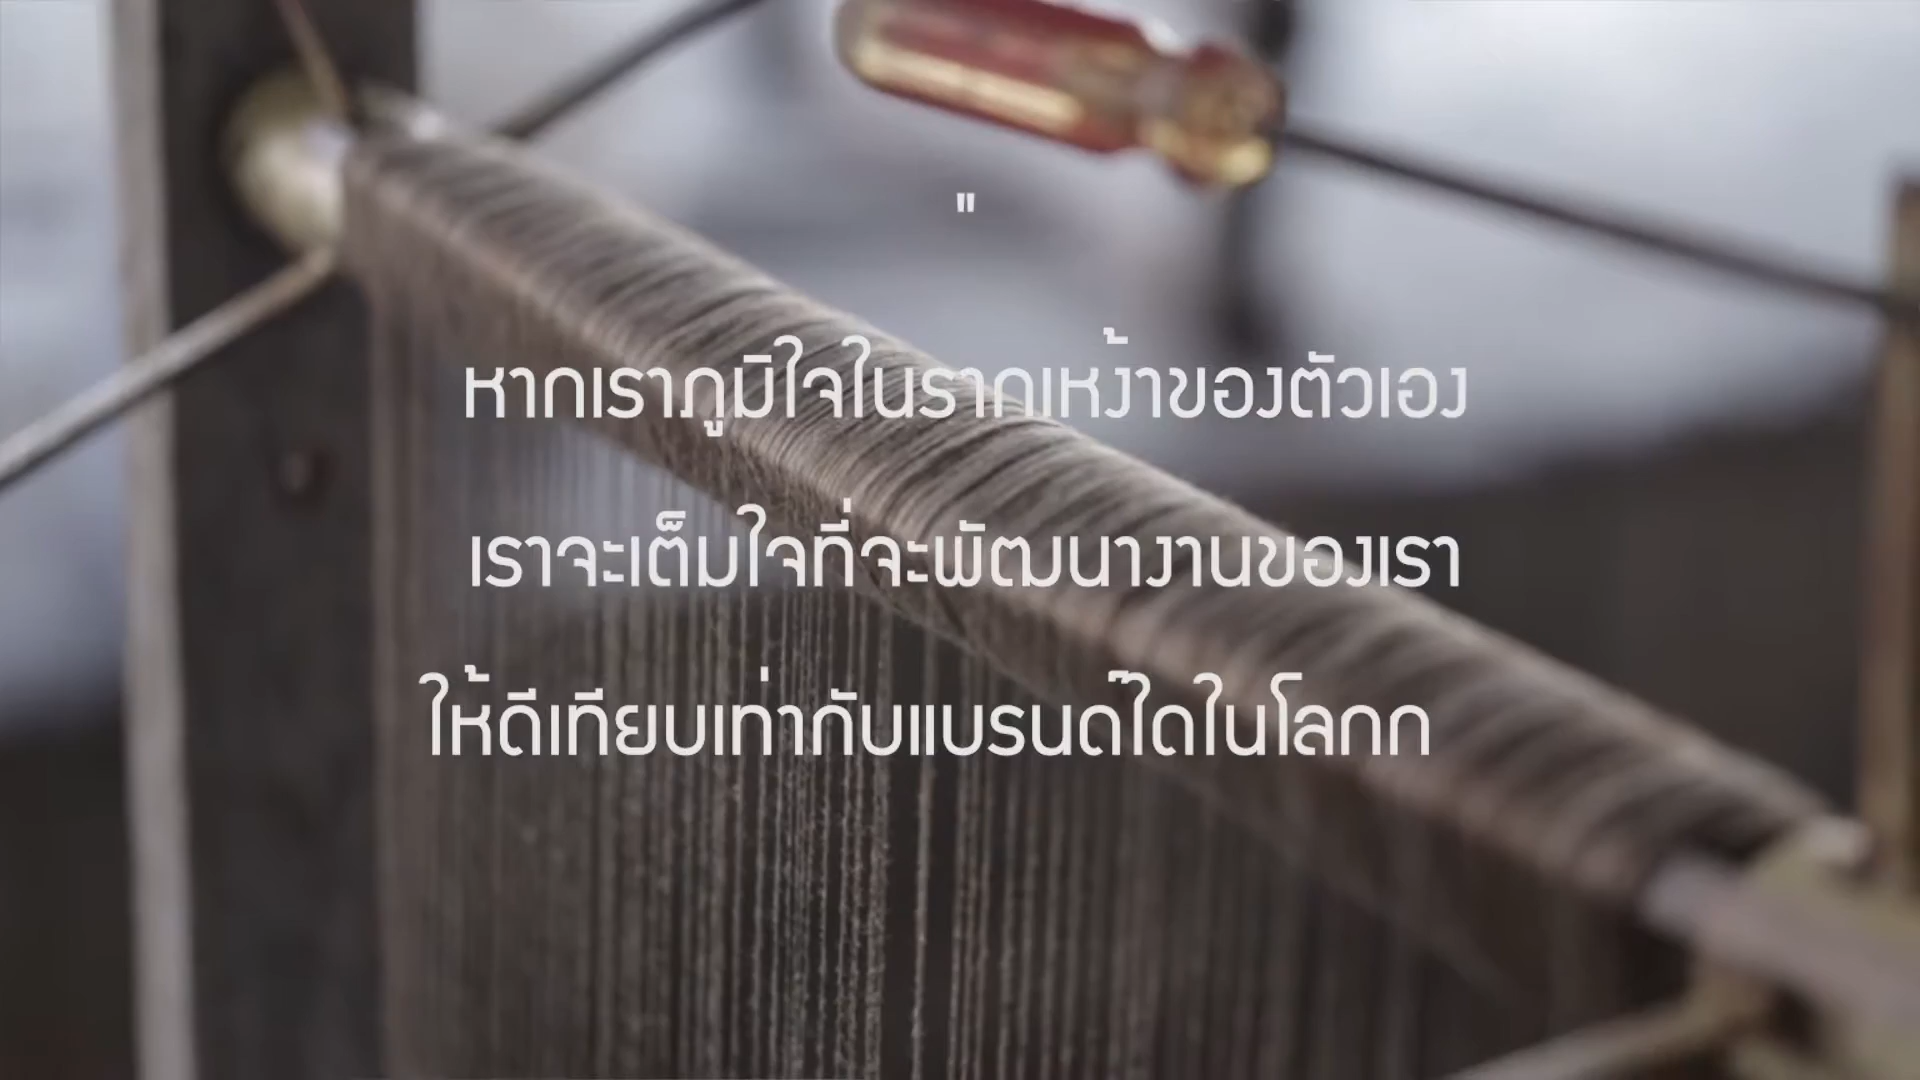 "
หากเราภูมิใจในรากเหง้าของตัวเอง
เราจะเต็มใจที่จะพัฒนางานของเรา
ให้ดีเทียบเท่ากับแบรนด์ใดในโลกก